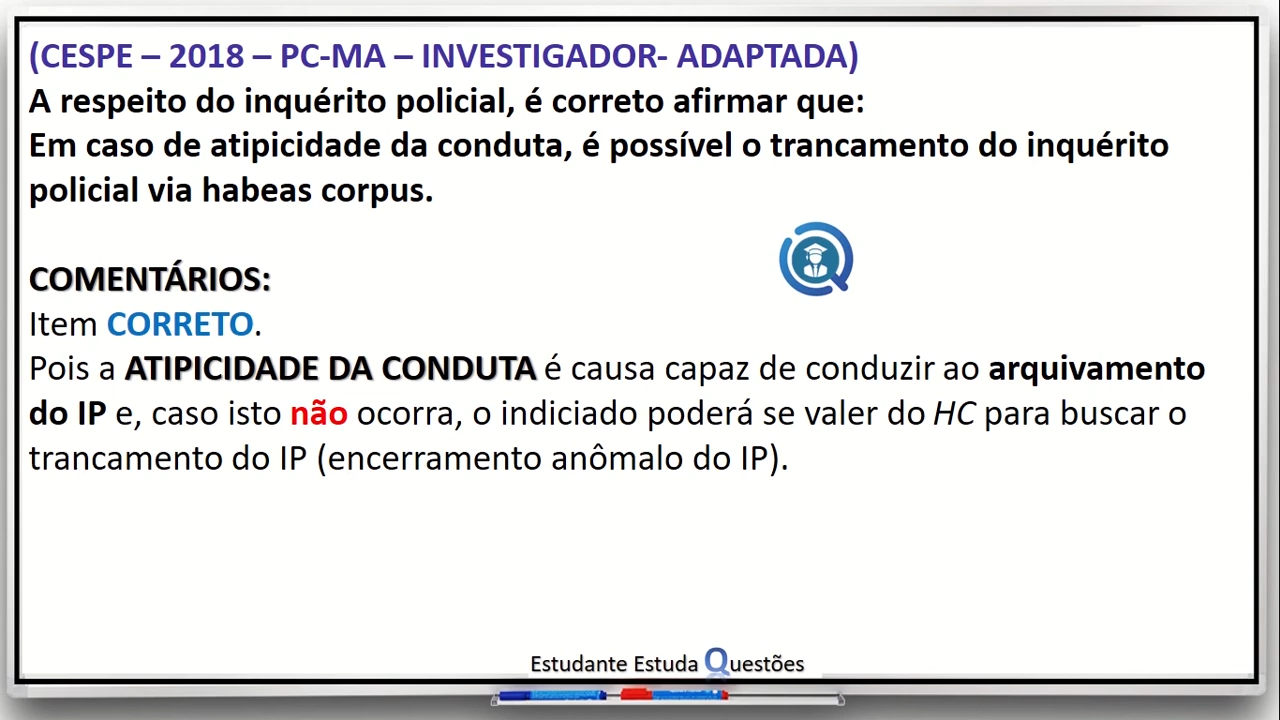 (CESPE – 2018 – PC-MA – INVESTIGADOR- ADAPTADA)
A respeito do inquérito policial, é correto afirmar que:
Em caso de atipicidade da conduta, é possível o trancamento do inquérito
policial via habeas corpus.
COMENTÁRIOS:
Item CORRETO.
Pois a ATIPICIDADE DA CONDUTA é causa capaz de conduzir ao arquivamento
do IP e, caso isto não ocorra, o indiciado poderá se valer do HC para buscar o
trancamento do IP (encerramento anômalo do IP).
Estudante Estuda Questões